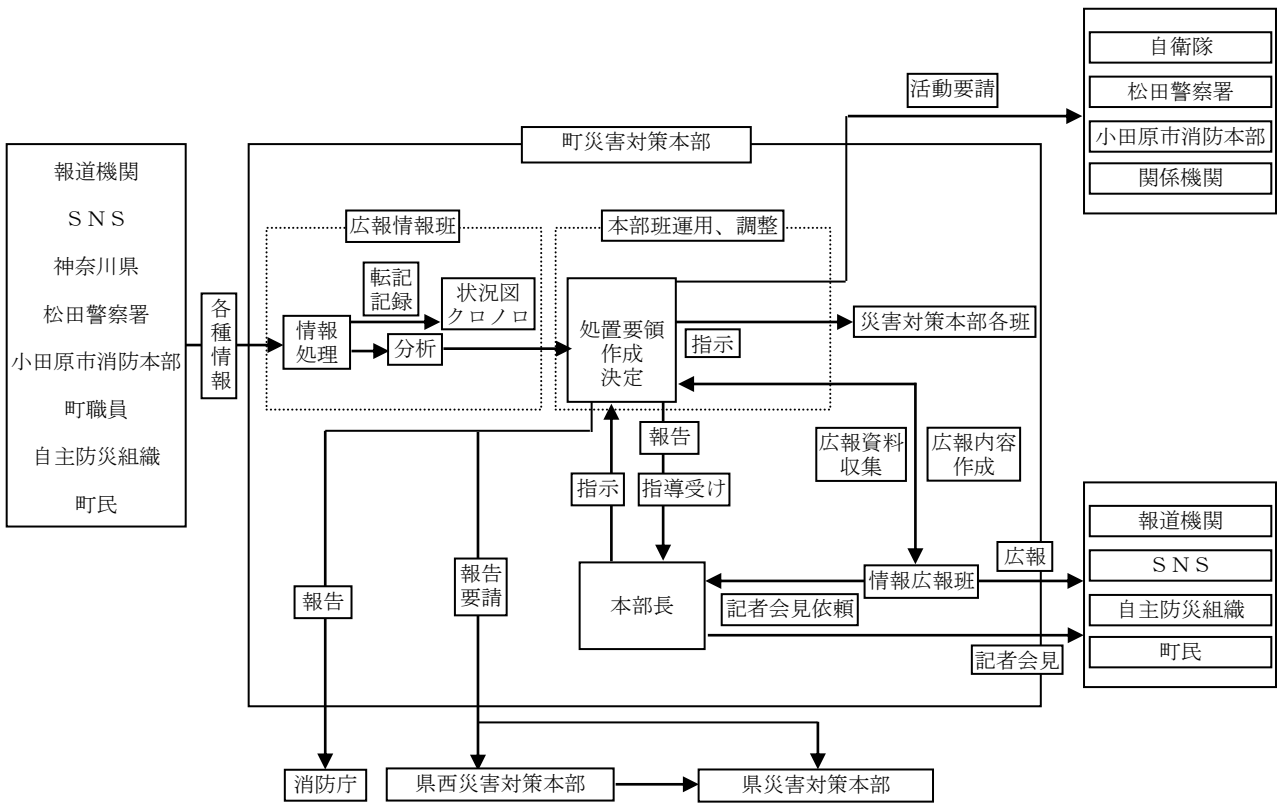 自衛隊
活動要請
松田警察署
小田原市消防本部
関係機関
町災害対策本部
報道機関
ＳＮＳ
神奈川県
松田警察署
小田原市消防本部
町職員
自主防災組織
町民
各種情報
広報情報班
本部班運用、調整
転記
記録
状況図
クロノロ
情報
処理
分析
処置要領
作成
決定
指示
災害対策本部各班
報告
広報資料
収集
広報内容
作成
指示
指導受け
報告
報告
要請
本部長
情報広報班
記者会見依頼
広報
記者会見
報道機関
ＳＮＳ
自主防災組織
町民
消防庁
県西災害対策本部
県災害対策本部